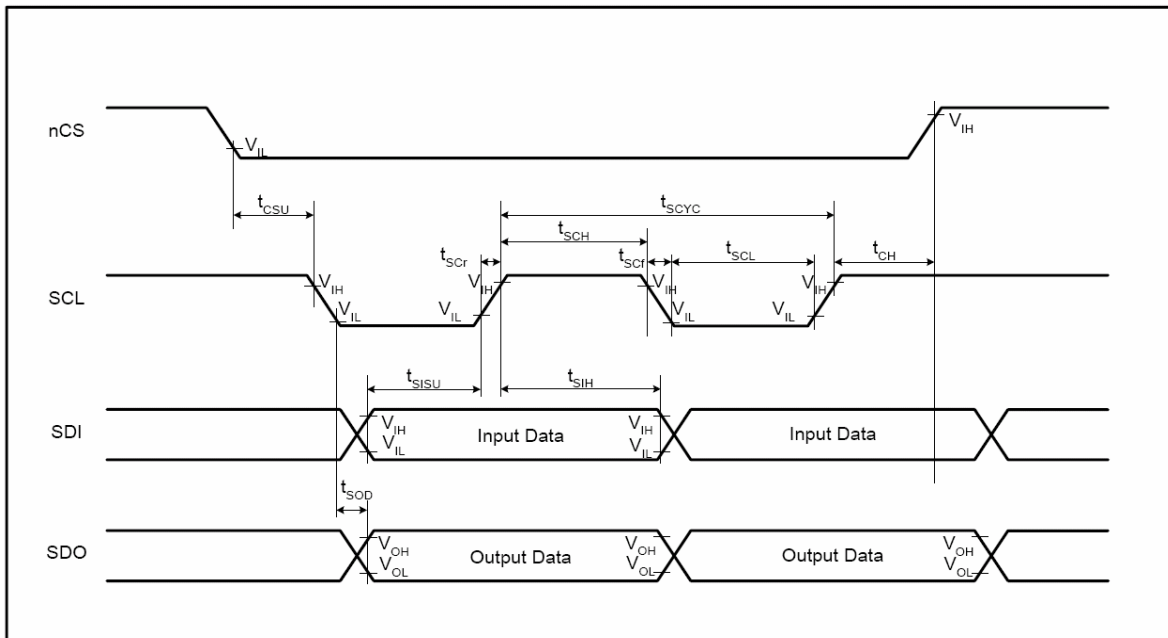 nCS
V_IL
V_IH
t_CSU
t_SCYC
t_SCH
t_SCr
t_SCf
t_SCL
t_CH
SCL
V_IH
V_IL
V_IL
V_IH
V_IH
V_IL
V_IL
V_IH
t_SISU
t_SIH
SDI
V_IH
V_IL
Input Data
V_IH
V_IL
Input Data
t_SOD
SDO
V_OH
V_OL
Output Data
V_OH
V_OL
Output Data
V_OH
V_OL